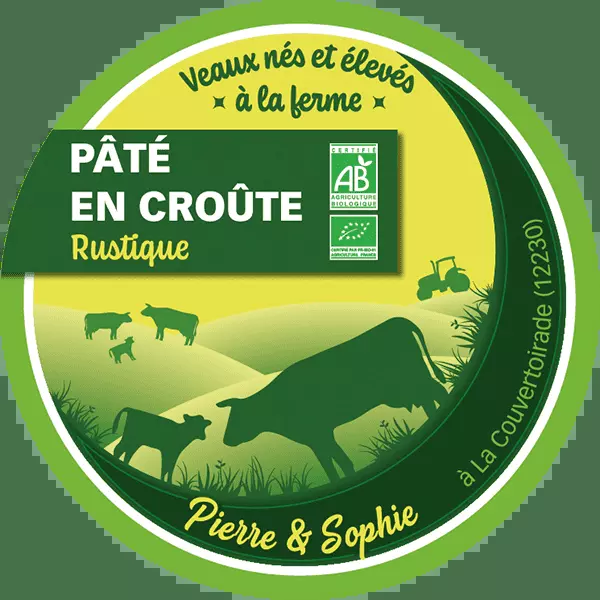 Veaux nés et élevés
à la ferme
PÂTÉ
EN CROÛTE
Rustique
CERTIFIÉ
AB
AGRICULTURE
BIOLOGIQUE
à La Couvertoirade (12230)
Pierre & Sophie